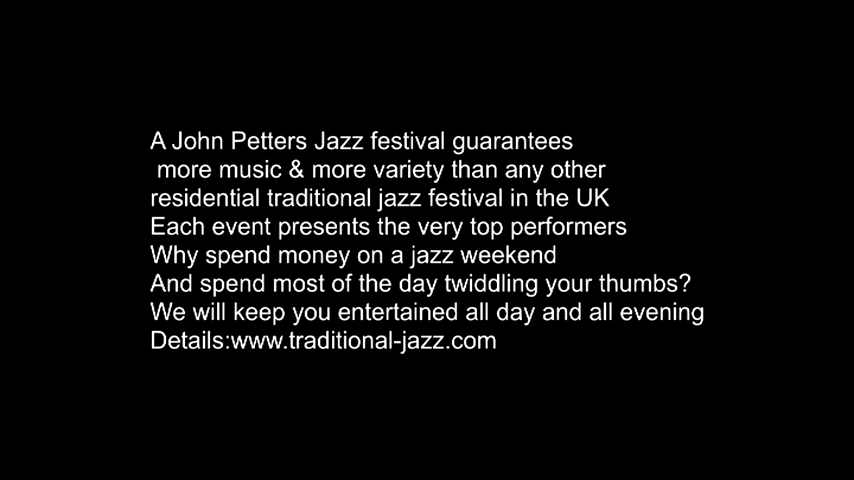 A John Petters Jazz festival guarantees
more music & more variety than any other
residential traditional jazz festival in the UK
Each event presents the very top performers
Why spend money on a jazz weekend
And spend most of the day twiddling your thumbs?
We will keep you entertained all day and all evening
Details:www.traditional-jazz.com